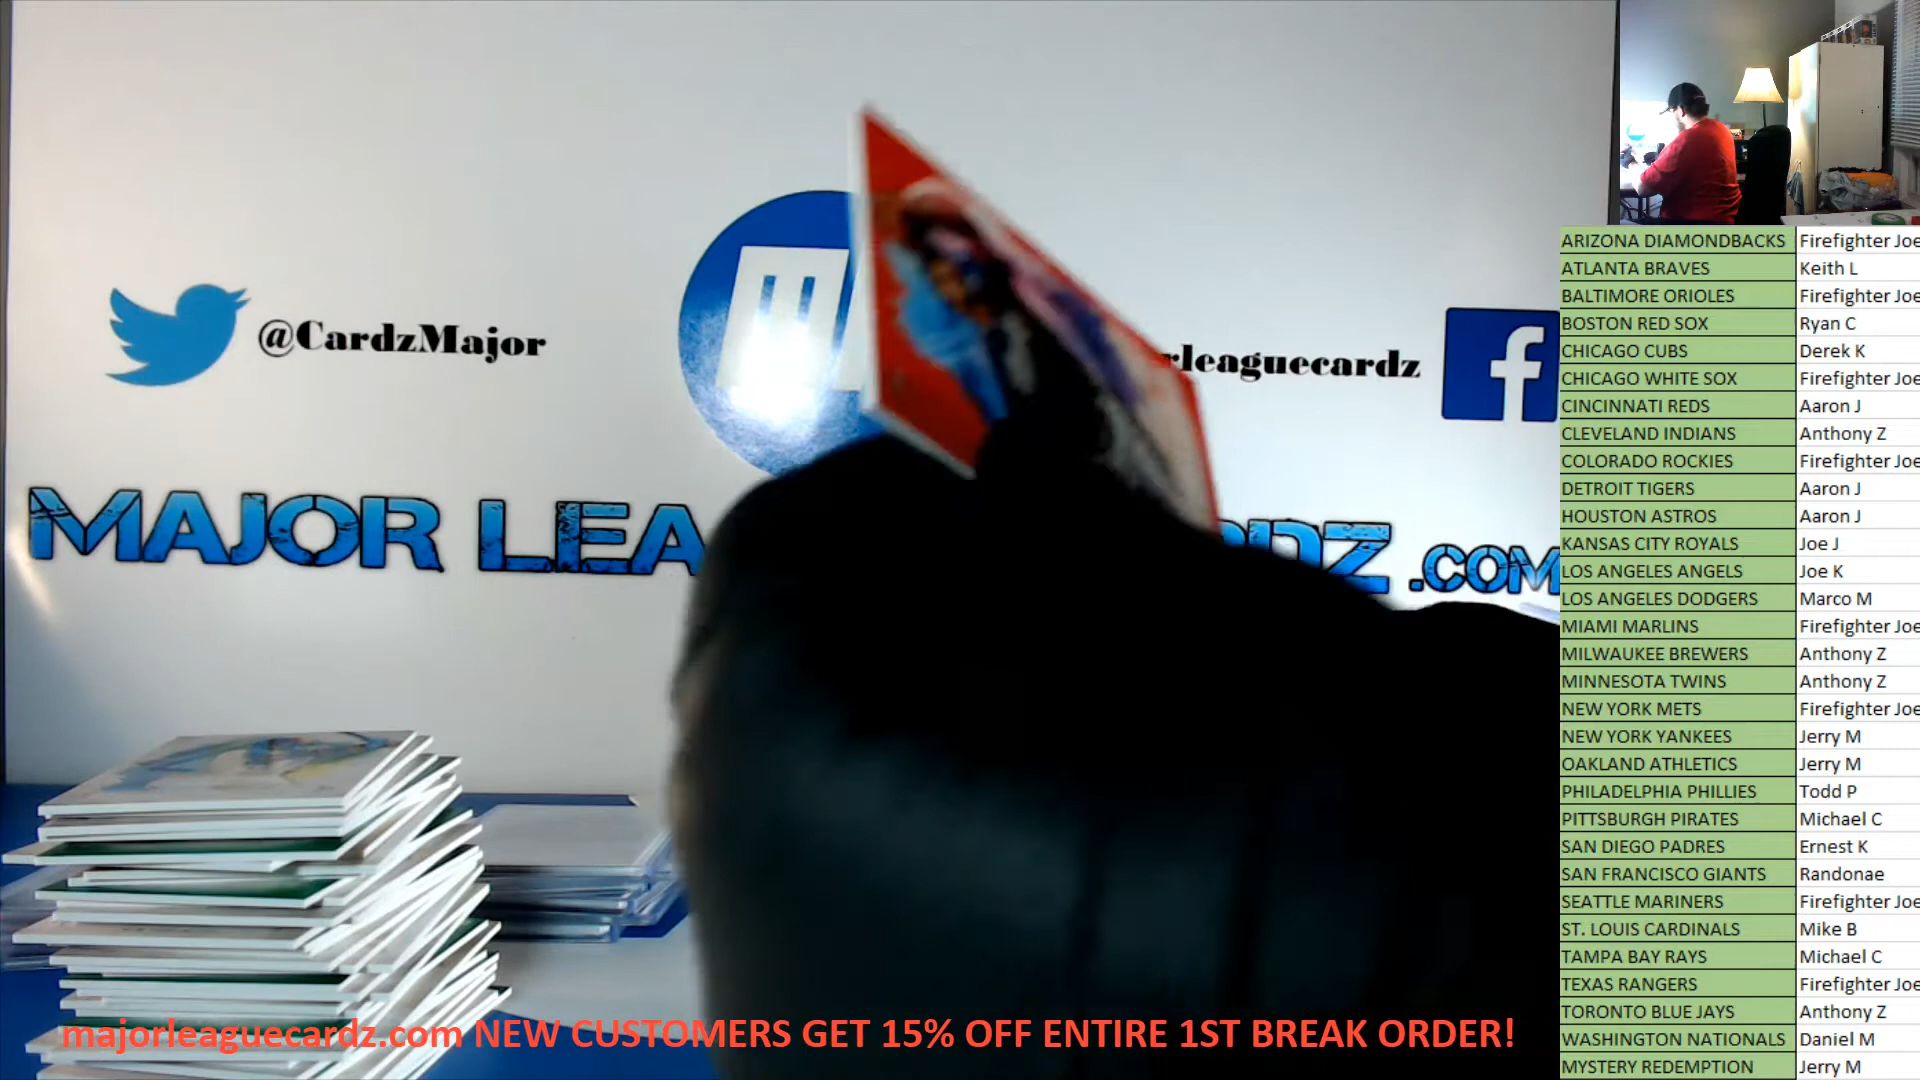 @CardzMajor
rleaguecardz
MAJOR LEA
DZ .COM
ARIZONA DIAMONDBACKS Firefighter Joe
ATLANTA BRAVES Keith L
BALTIMORE ORIOLES Firefighter Joe
BOSTON RED SOX Ryan C
CHICAGO CUBS Derek K
CHICAGO WHITE SOX Firefighter Joe
CINCINNATI REDS Aaron J
CLEVELAND INDIANS Anthony Z
COLORADO ROCKIES Firefighter Joe
DETROIT TIGERS Aaron J
HOUSTON ASTROS Aaron J
KANSAS CITY ROYALS Joe J
LOS ANGELES ANGELS Joe K
LOS ANGELES DODGERS Marco M
MIAMI MARLINS Firefighter Joe
MILWAUKEE BREWERS Anthony Z
MINNESOTA TWINS Anthony Z
NEW YORK METS Firefighter Joe
NEW YORK YANKEES Jerry M
OAKLAND ATHLETICS Jerry M
PHILADELPHIA PHILLIES Todd P
PITTSBURGH PIRATES Michael C
SAN DIEGO PADRES Ernest K
SAN FRANCISCO GIANTS Randonae
SEATTLE MARINERS Firefighter Joe
ST. LOUIS CARDINALS Mike B
TAMPA BAY RAYS Michael C
TEXAS RANGERS Firefighter Joe
TORONTO BLUE JAYS Anthony Z
WASHINGTON NATIONALS Daniel M
MYSTERY REDEMPTION Jerry M
majorleaguecardz.com NEW CUSTOMERS GET 15% OFF ENTIRE 1ST BREAK ORDER!